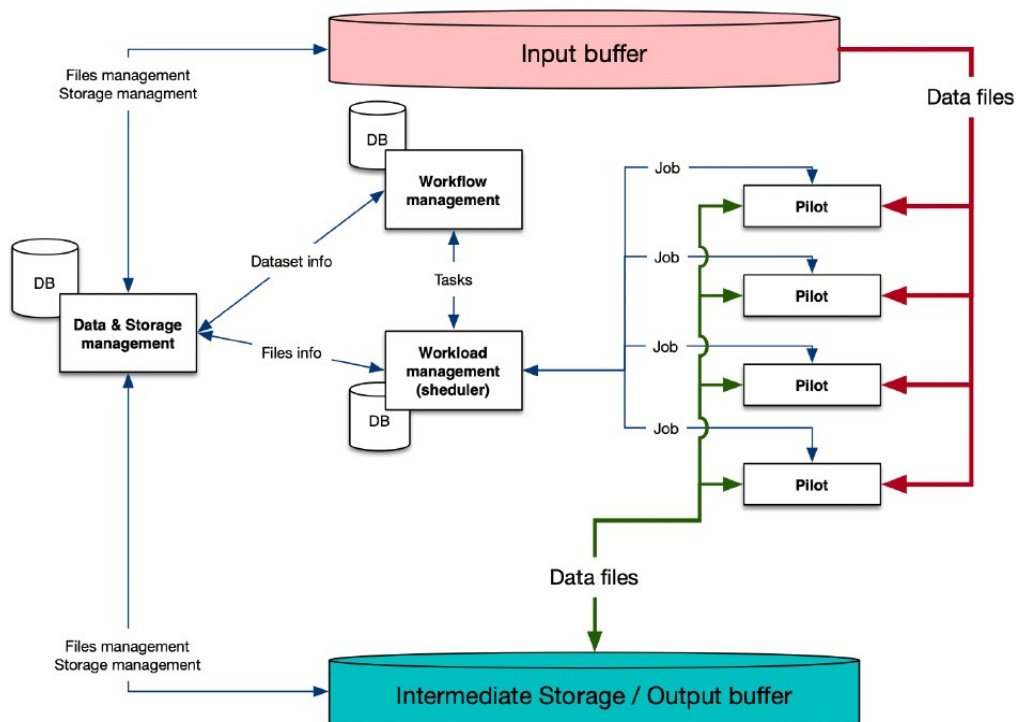 Input buffer
Files management
Storage managment
Data files
DB
Workflow
management
Job
Pilot
Dataset info
Job
Pilot
DB
Tasks
Data & Storage
management
Files info
Workload
management
(sheduler)
DB
Job
Pilot
Job
Pilot
Data files
Files management
Storage management
Intermediate Storage / Output buffer